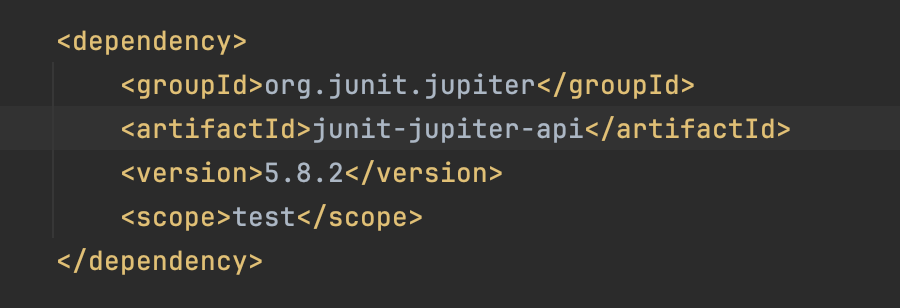 <dependency>
    <groupId>org.junit.jupiter</groupId>
    <artifactId>junit-jupiter-api</artifactId>
    <version>5.8.2</version>
    <scope>test</scope>
</dependency>